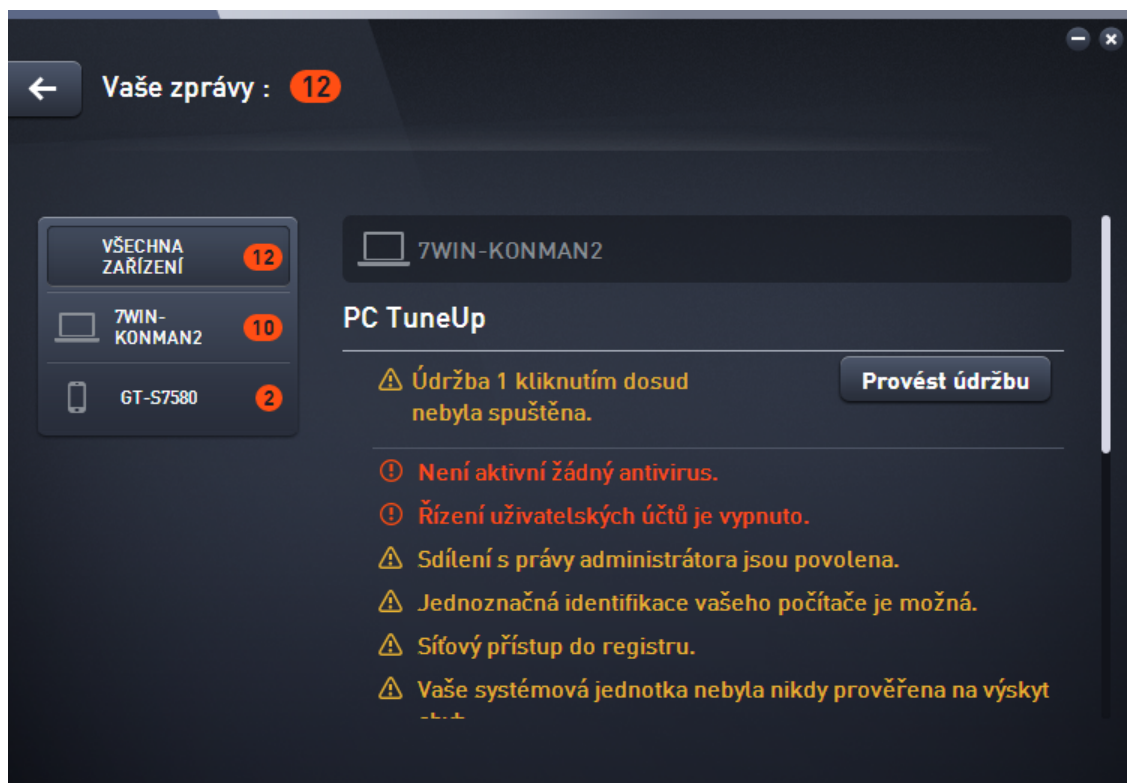 Vaše zprávy : 12
VŠECHNA
ZAŘÍZENÍ
12
7WIN-
KONMAN2
10
GT-S7580
2
7WIN-KONMAN2
PC TuneUp
Údržba 1 kliknutím dosud
nebyla spuštěna.
Provést údržbu
Není aktivní žádný antivirus.
Řízení uživatelských účtů je vypnuto.
Sdílení s právy administrátora jsou povolena.
Jednoznačná identifikace vašeho počítače je možná.
Síťový přístup do registru.
Vaše systémová jednotka nebyla nikdy prověřena na výskyt